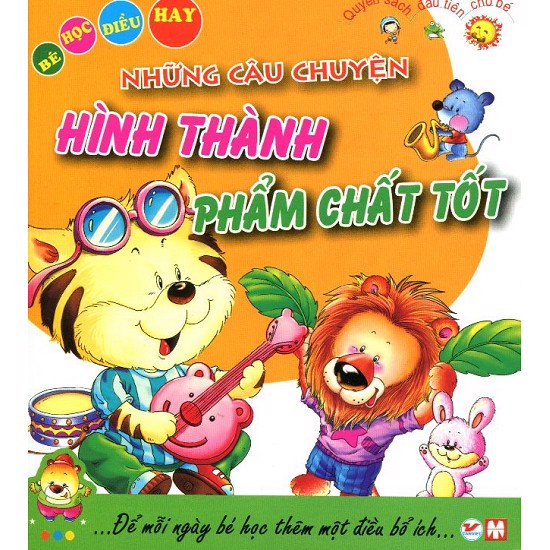 BÉ HỌC ĐIỀU HAY
Quyển sách đầu tiên cho bé
NHỮNG CÂU CHUYỆN
HÌNH THÀNH
PHẨM CHẤT TỐT
...Để mỗi ngày bé học thêm một điều bổ ích...